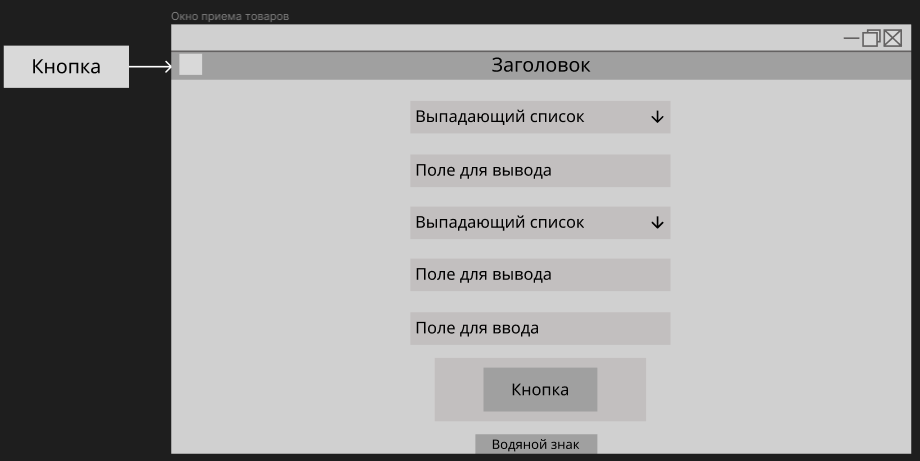 Окно приема товаров
Кнопка
Заголовок
Выпадающий список
Поле для вывода
Выпадающий список
Поле для вывода
Поле для ввода
Кнопка
Водяной знак